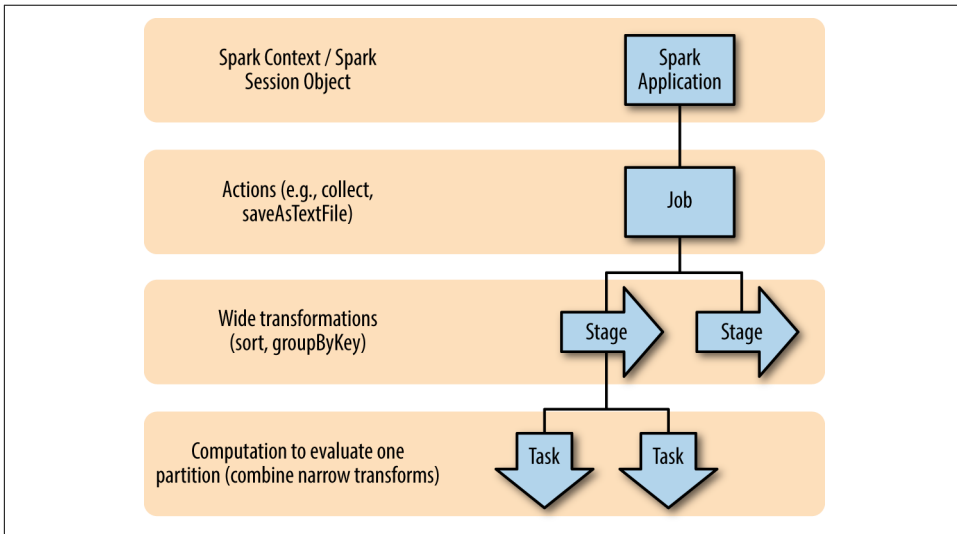 Spark Context / Spark
Session Object
Spark
Application
Actions (e.g., collect,
saveAsTextFile)
Job
Wide transformations
(sort, groupByKey)
Stage
Stage
Computation to evaluate one
partition (combine narrow transforms)
Task
Task